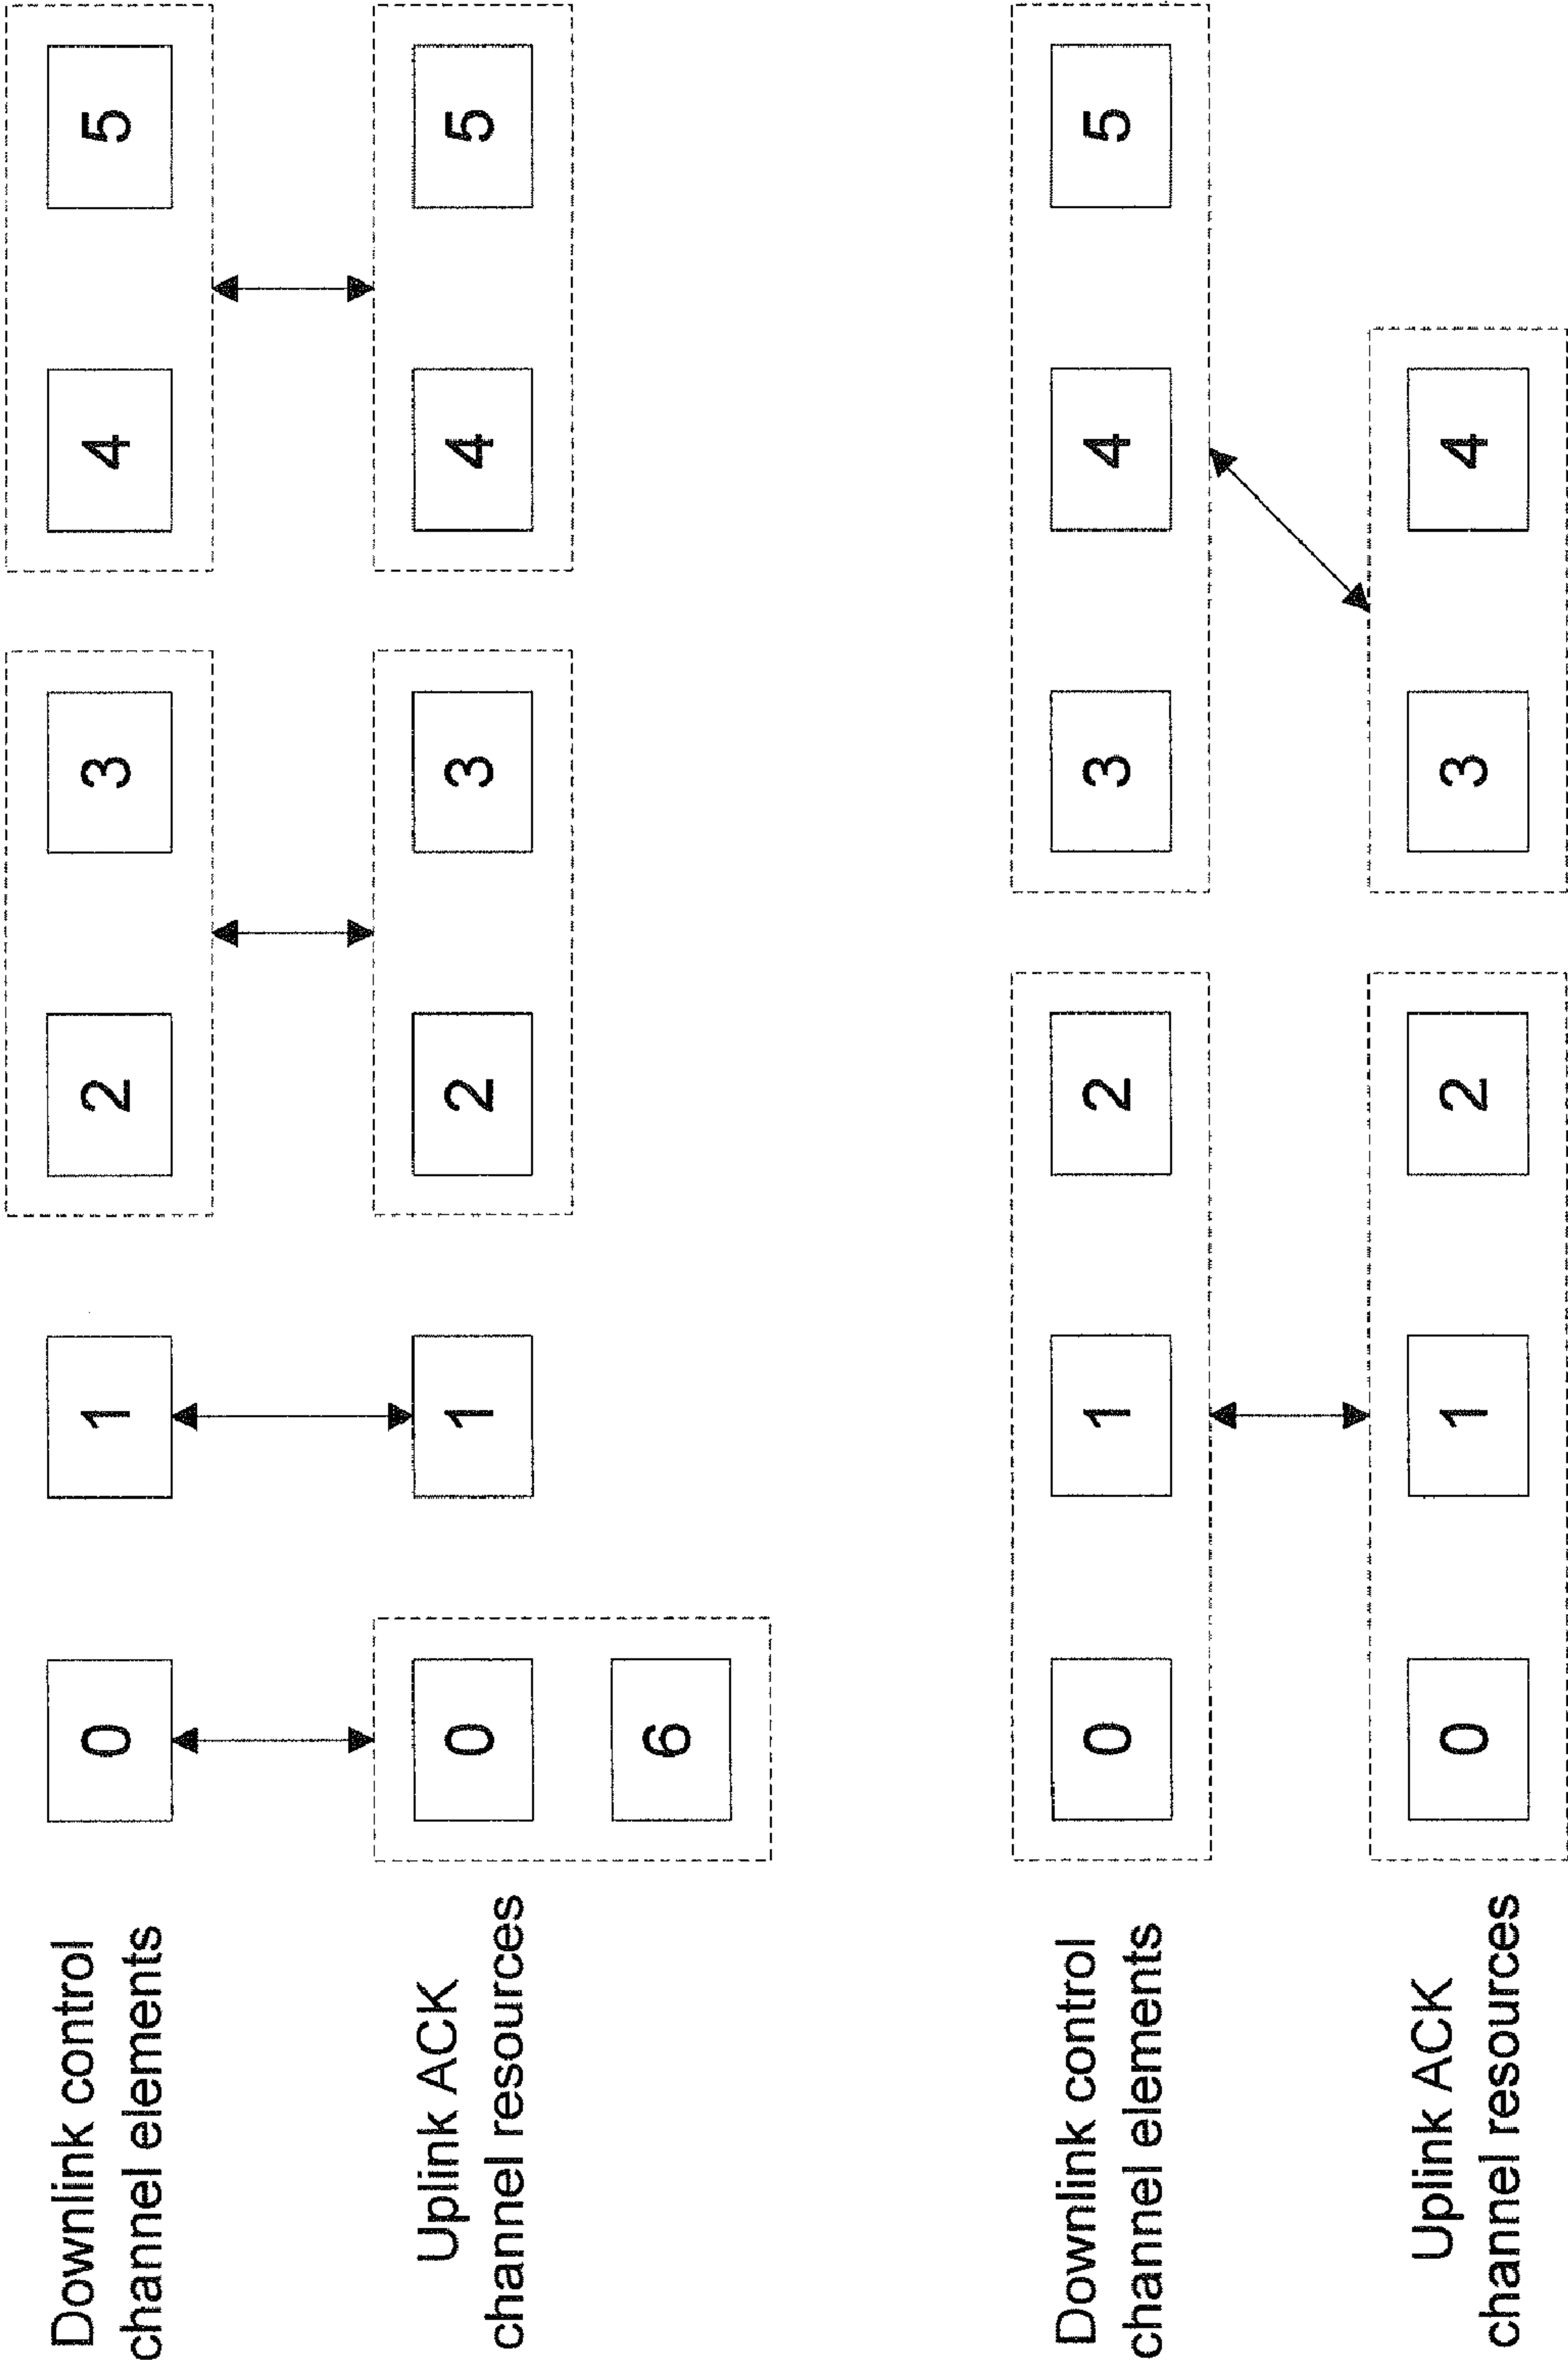 Downlink control
channel elements
0 1 2 3 4 5
Uplink ACK
channel resources
0 1 2 3 4 5
6
Downlink control
channel elements
0 1 2 3 4 5
Uplink ACK
channel resources
0 1 2 3 4